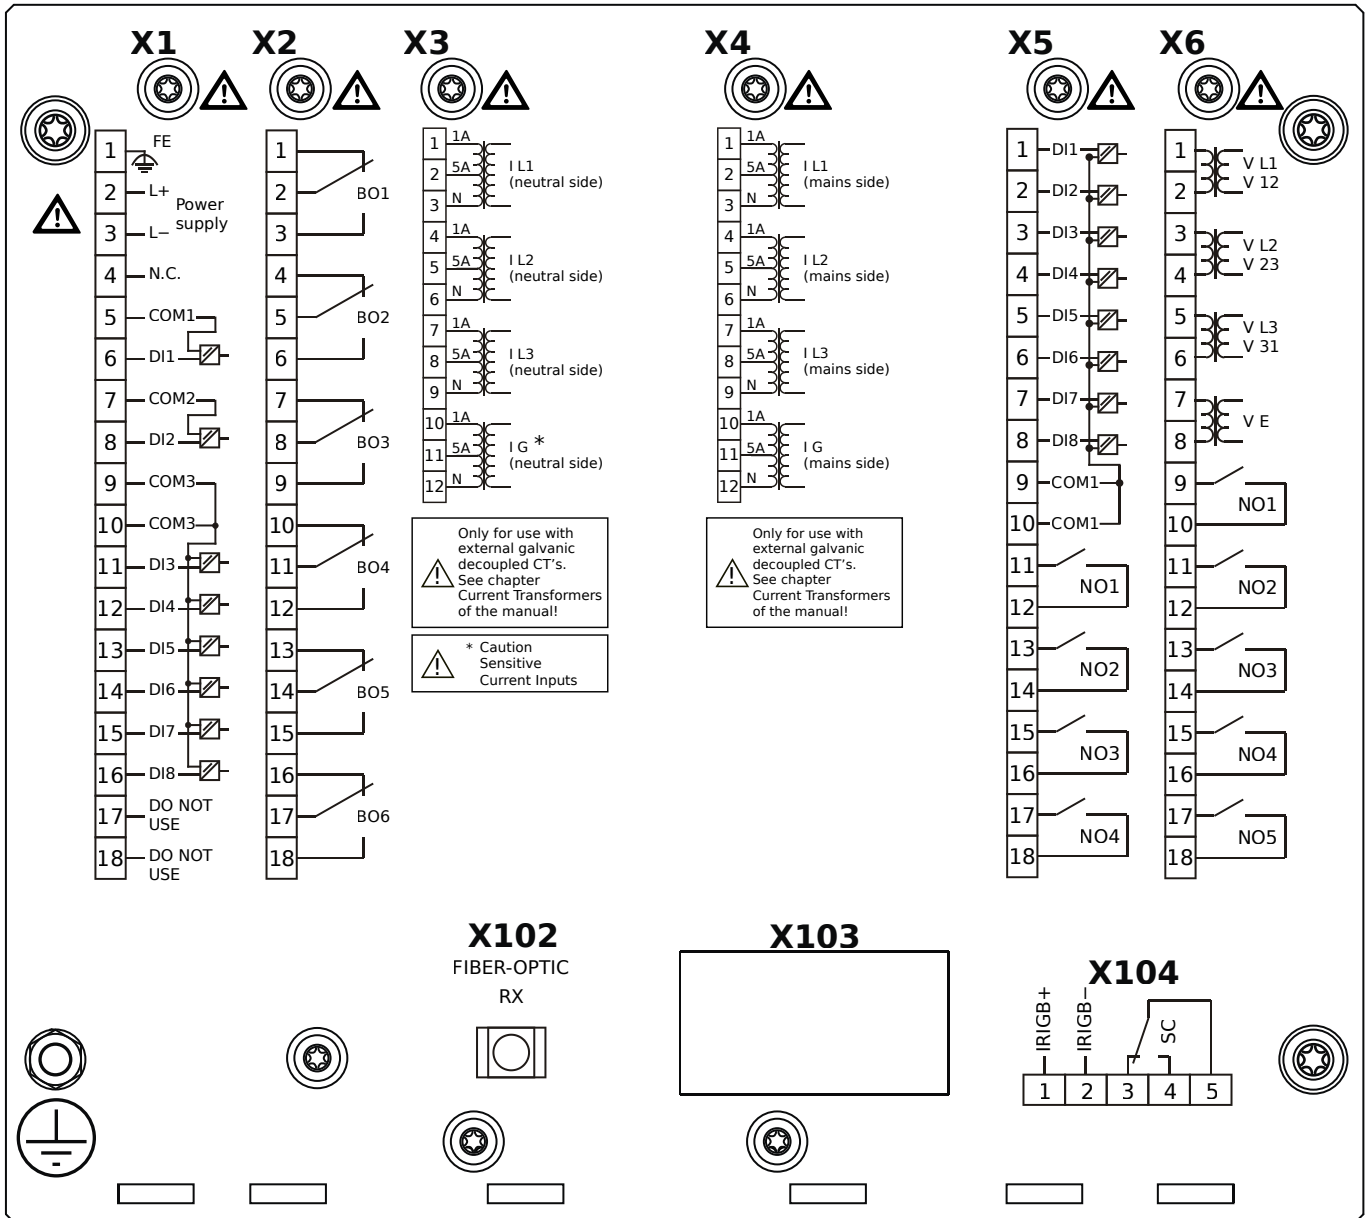 X1
1
FE
2
L+
Power
supply
3
L−
4
N.C.
5
COM1
6
DI1
7
COM2
8
DI2
9
COM3
10
COM3
11
DI3
12
DI4
13
DI5
14
DI6
15
DI7
16
DI8
17
DO NOT
USE
18
DO NOT
USE
X2
1
2
BO1
3
4
5
BO2
6
7
8
BO3
9
10
11
BO4
12
13
14
BO5
15
16
17
BO6
18
X3
1 1A
2 5A
3 N
I L1
(neutral side)
4 1A
5 5A
6 N
I L2
(neutral side)
7 1A
8 5A
9 N
I L3
(neutral side)
10 1A
11 5A
12 N
I G *
(neutral side)
Only for use with
external galvanic
decoupled CT's.
See chapter
Current Transformers
of the manual!
* Caution
Sensitive
Current Inputs
X4
1 1A
2 5A
3 N
I L1
(mains side)
4 1A
5 5A
6 N
I L2
(mains side)
7 1A
8 5A
9 N
I L3
(mains side)
10 1A
11 5A
12 N
I G
(mains side)
Only for use with
external galvanic
decoupled CT's.
See chapter
Current Transformers
of the manual!
X5
1 DI1
2 DI2
3 DI3
4 DI4
5 DI5
6 DI6
7 DI7
8 DI8
9 COM1
10 COM1
11
NO1
12
13
NO2
14
15
NO3
16
17
NO4
18
X6
1
V L1
2
V 12
3
V L2
4
V 23
5
V L3
6
V 31
7
V E
8
9
NO1
10
11
NO2
12
13
NO3
14
15
NO4
16
17
NO5
18
X102
FIBER-OPTIC
RX
X103
X104
IRIGB+
IRIGB−
SC
1 2 3 4 5